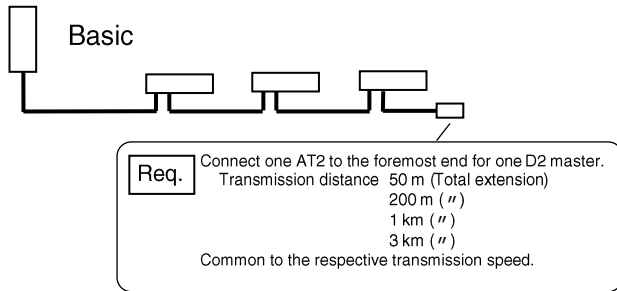 Basic
Req.
Connect one AT2 to the foremost end for one D2 master.
Transmission distance 50 m (Total extension)
200 m ( 〃 )
1 km ( 〃 )
3 km ( 〃 )
Common to the respective transmission speed.